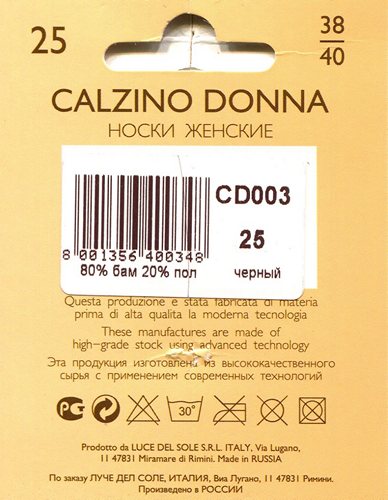 25
38
40
CALZINO DONNA
НОСКИ ЖЕНСКИЕ
CD003
25
8 001356 400348
80% бам 20% пол
черный
Questa produzione e stata fabricata di materia
prima di alta qualita la moderna tecnologia
These manufactures are made of
high-grade stock using advanced technology
Эта продукция изготовлена из высококачественного
сырья с применением современных технологий
РСТ
30°
Prodotto da LUCE DEL SOLE S.R.L. ITALY, Via Lugano,
11 47831 Miramare di Rimini. Made in RUSSIA
По заказу ЛУЧЕ ДЕЛ СОЛЕ, ИТАЛИЯ, Виа Лугано, 11 47831
Произведено в РОССИИ